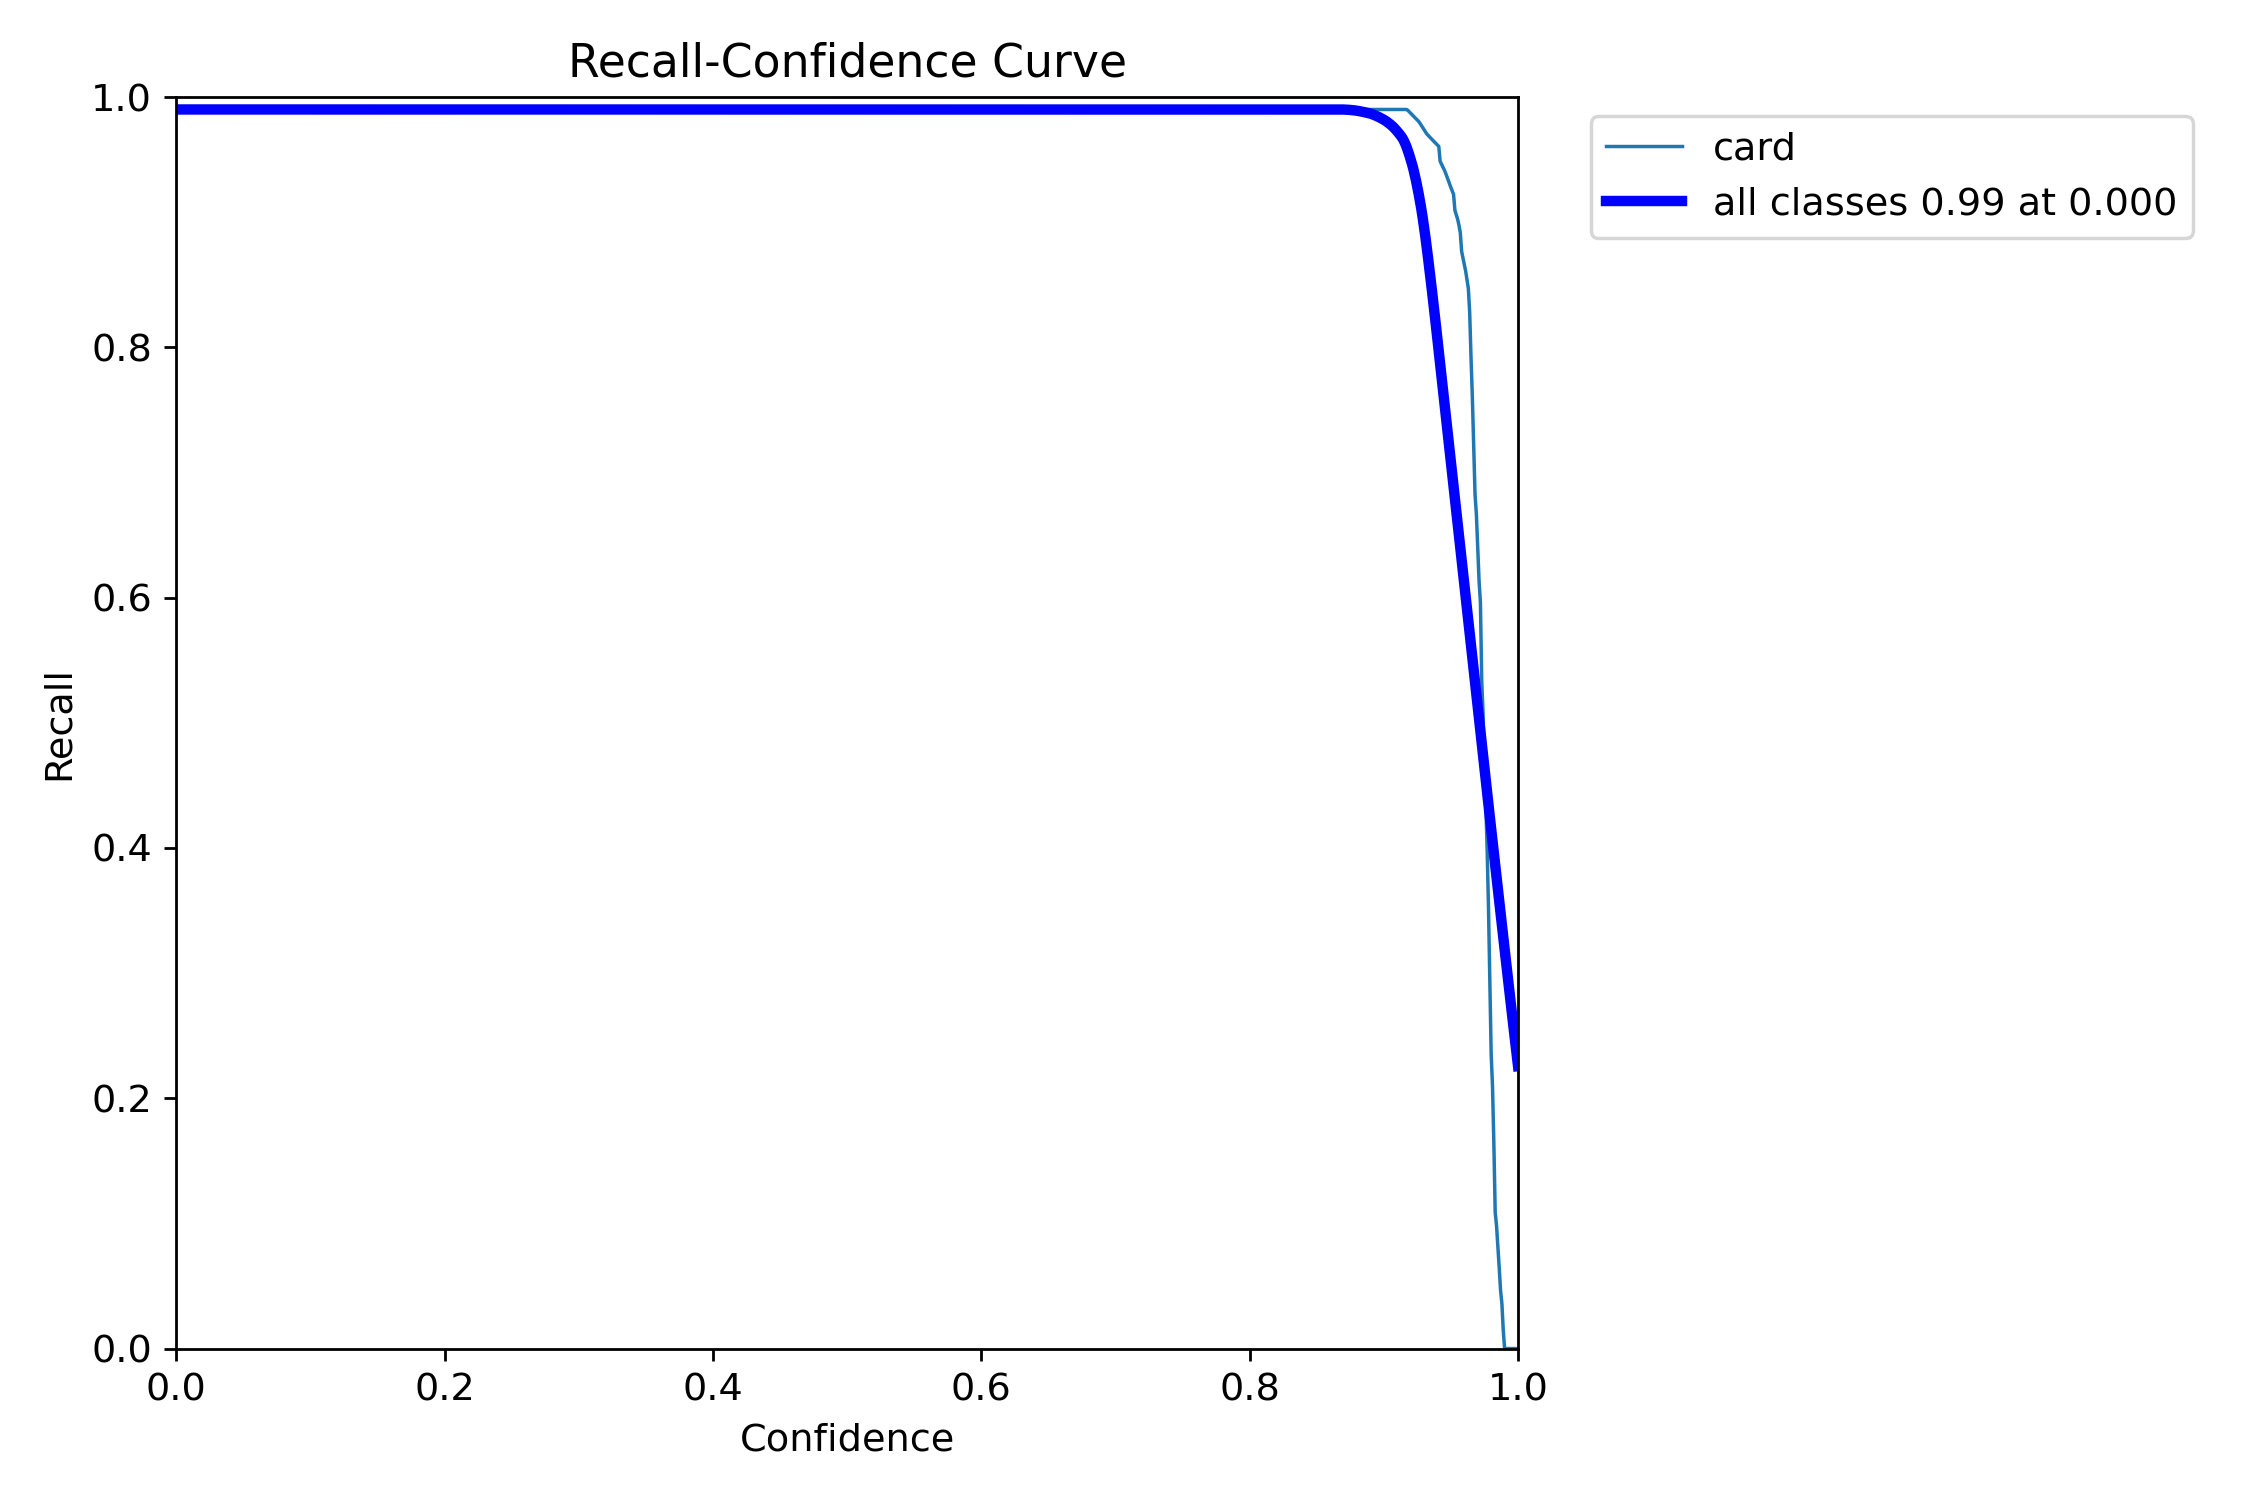 Recall-Confidence Curve
1.0
0.8
0.6
0.4
0.2
0.0
Recall
0.0 0.2 0.4 0.6 0.8 1.0
Confidence
card
all classes 0.99 at 0.000